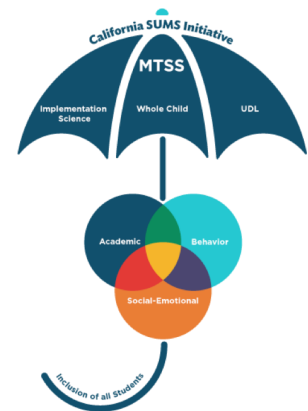 California SUMS Initiative
MTSS
Implementation
Science
Whole Child
UDL
Academic
Behavior
Social-Emotional
Inclusion of all Students